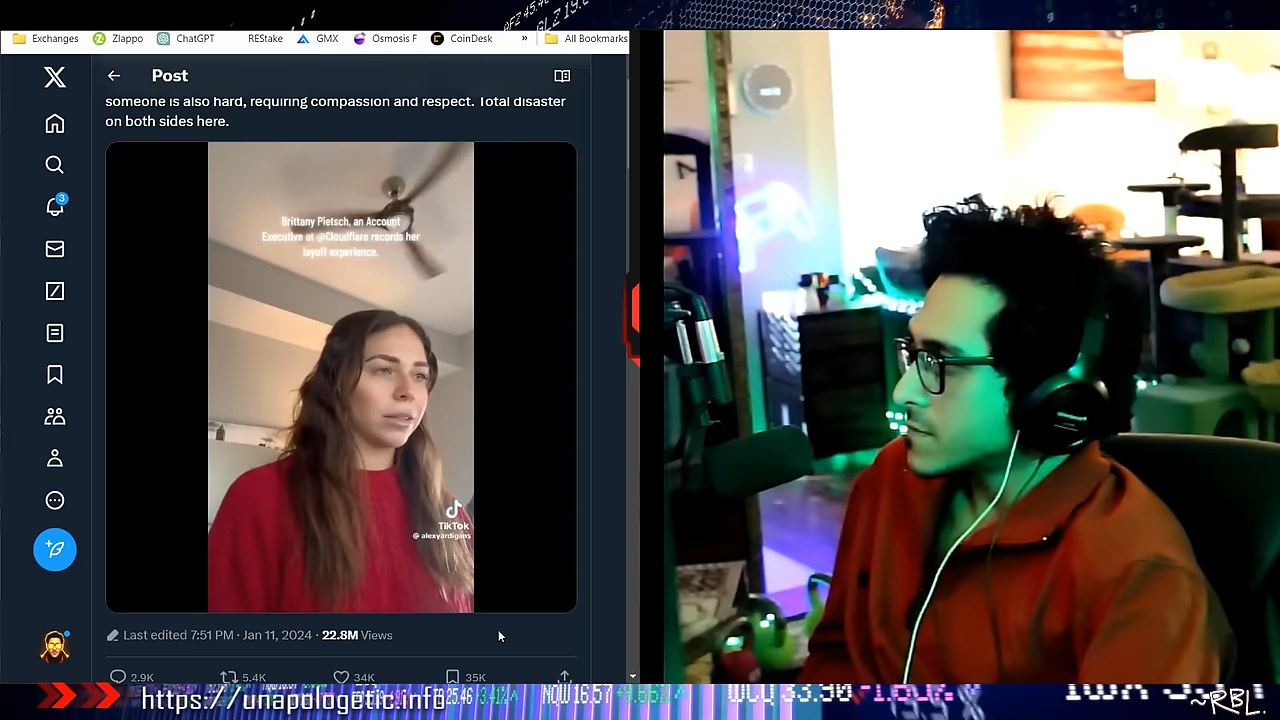 Exchanges Zlappo ChatGPT REStake GMX Osmosis F CoinDesk » All Bookmarks
Post
someone is also hard, requiring compassion and respect. Total disaster
on both sides here.
3
Brittany Pietsch, an Account
Executive at @Cloudflare records her
layoff experience.
TikTok
@ alexyardigans
Last edited 7:51 PM · Jan 11, 2024 · 22.8M Views
2.9K 5.4K 34K 35K
https://unapologetic.info
~RBL.